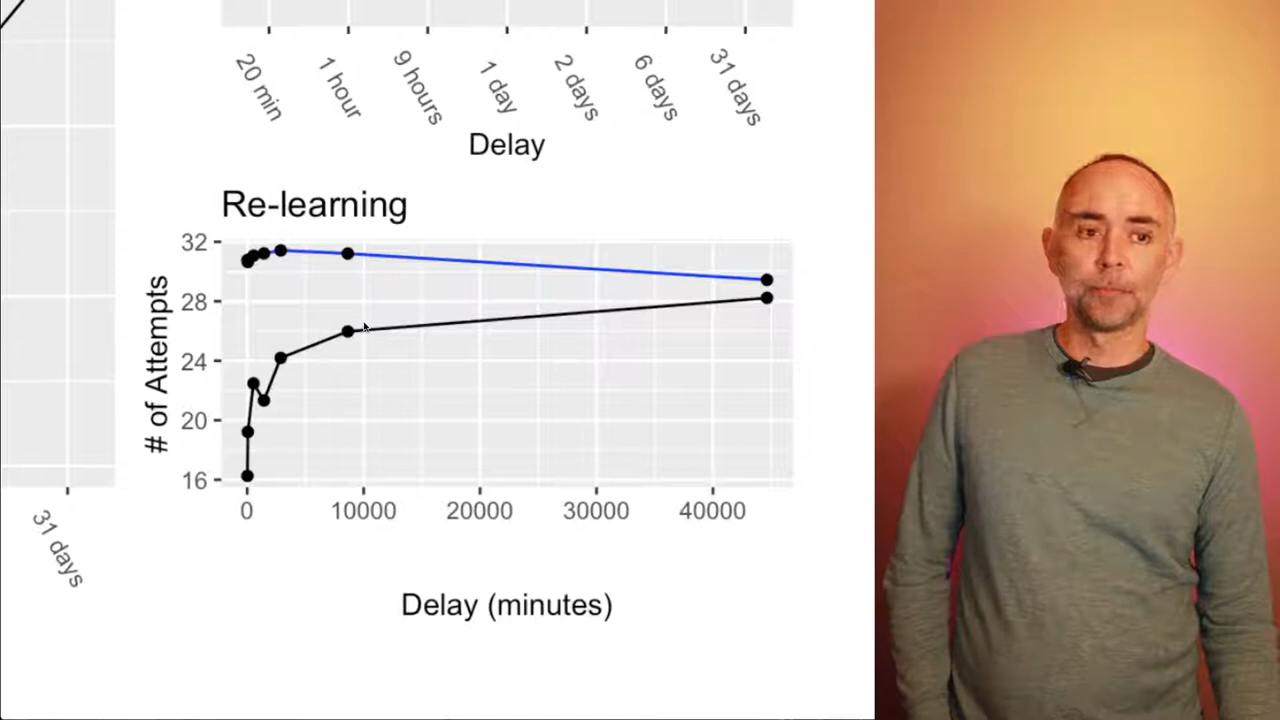 20 min
1 hour
9 hours
1 day
2 days
6 days
31 days
Delay
Re-learning
# of Attempts
32
28
24
20
16
0
10000
20000
30000
40000
Delay (minutes)
31 days